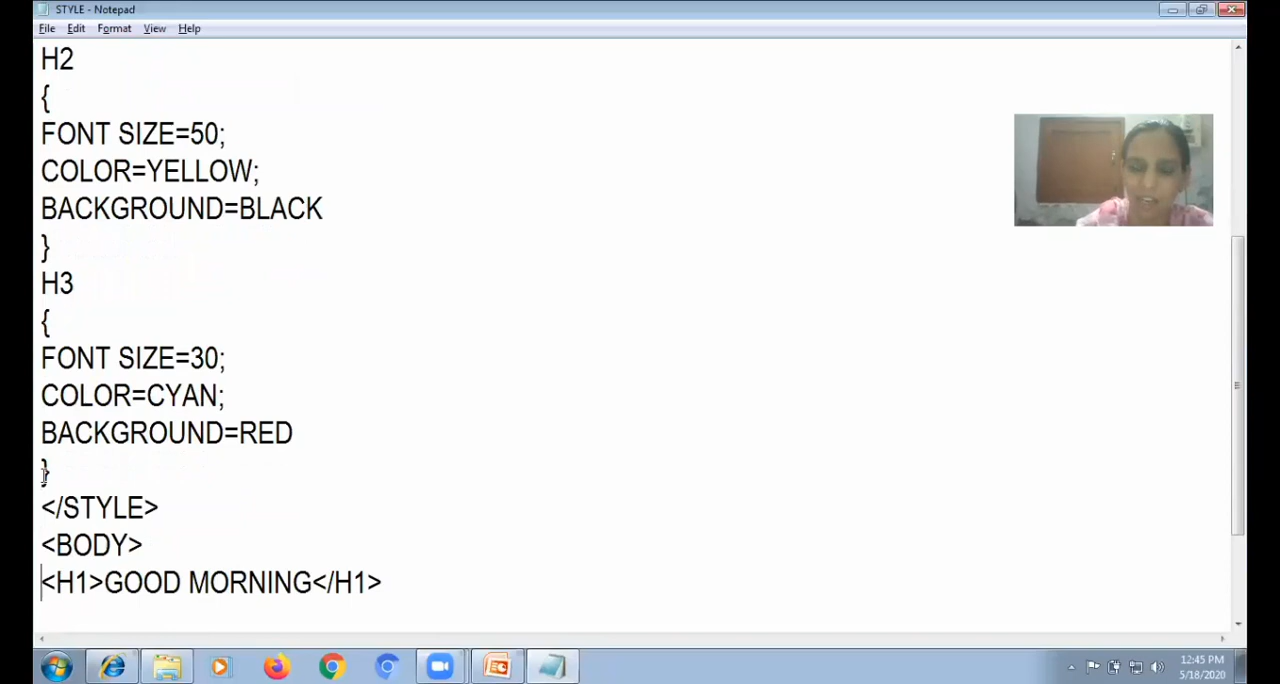 STYLE - Notepad
File Edit Format View Help
H2
{
FONT SIZE=50;
COLOR=YELLOW;
BACKGROUND=BLACK
}
H3
{
FONT SIZE=30;
COLOR=CYAN;
BACKGROUND=RED
}
</STYLE>
<BODY>
<H1>GOOD MORNING</H1>
12:45 PM
5/18/2020